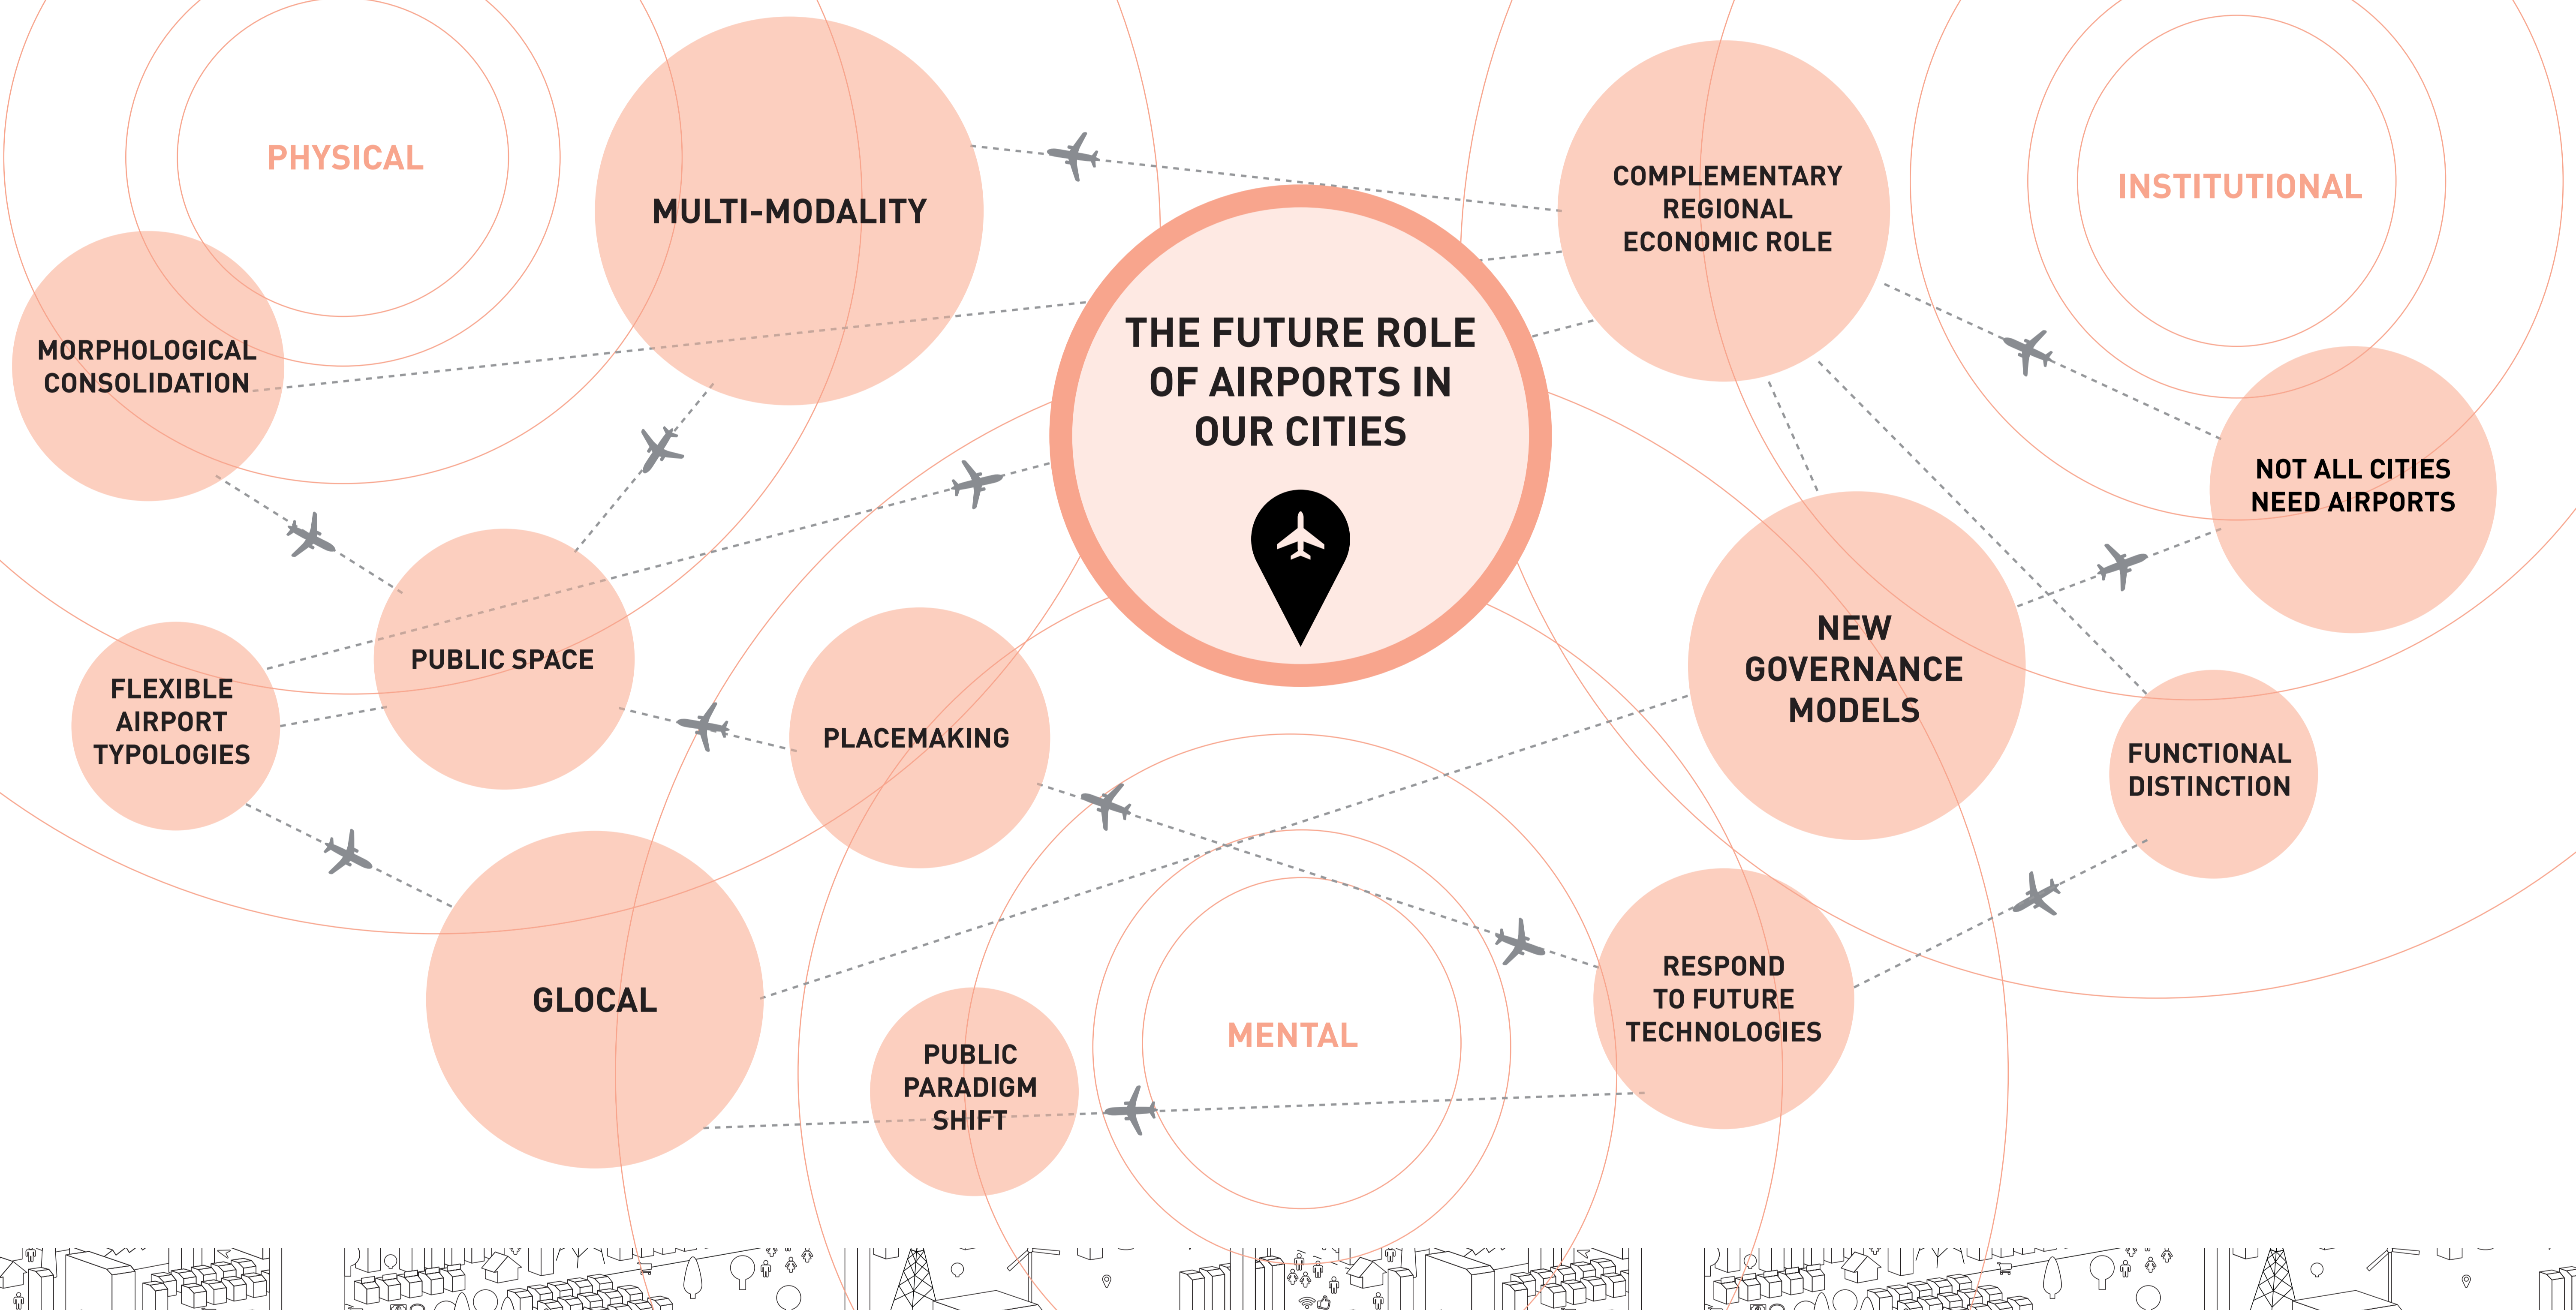 PHYSICAL
MULTI-MODALITY
COMPLEMENTARY
REGIONAL
ECONOMIC ROLE
INSTITUTIONAL
MORPHOLOGICAL
CONSOLIDATION
THE FUTURE ROLE
OF AIRPORTS IN
OUR CITIES
NOT ALL CITIES
NEED AIRPORTS
PUBLIC SPACE
FLEXIBLE
AIRPORT
TYPOLOGIES
PLACEMAKING
NEW
GOVERNANCE
MODELS
FUNCTIONAL
DISTINCTION
GLOCAL
PUBLIC
PARADIGM
SHIFT
MENTAL
RESPOND
TO FUTURE
TECHNOLOGIES